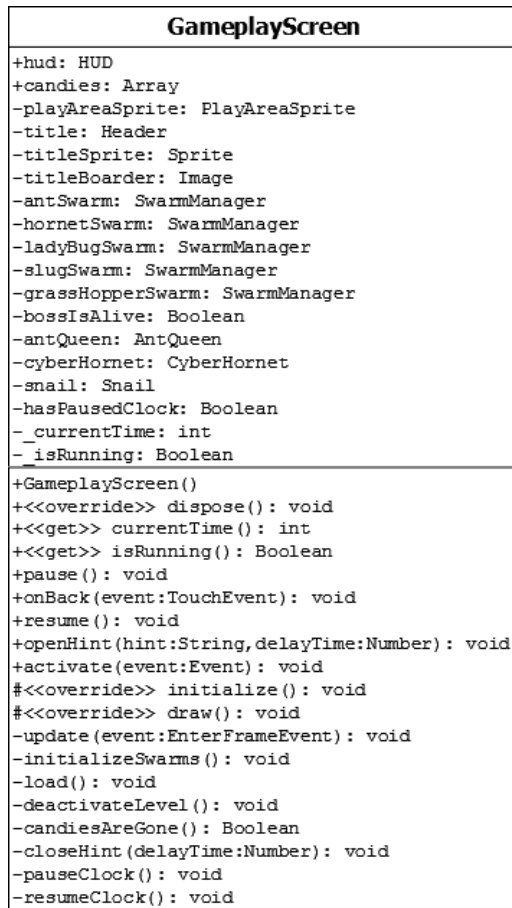 GameplayScreen
+hud: HUD
+candies: Array
-playAreaSprite: PlayAreaSprite
-title: Header
-titleSprite: Sprite
-titleBoarder: Image
-antSwarm: SwarmManager
-hornetSwarm: SwarmManager
-ladyBugSwarm: SwarmManager
-slugSwarm: SwarmManager
-grassHopperSwarm: SwarmManager
-bossIsAlive: Boolean
-antQueen: AntQueen
-cyberHornet: CyberHornet
-snail: Snail
-hasPausedClock: Boolean
-_currentTime: int
-_isRunning: Boolean
+GameplayScreen()
+<<override>> dispose(): void
+<<get>> currentTime(): int
+<<get>> isRunning(): Boolean
+pause(): void
+onBack(event:TouchEvent): void
+resume(): void
+openHint(hint:String,delayTime:Number): void
+activate(event:Event): void
#<<override>> initialize(): void
#<<override>> draw(): void
-update(event:EnterFrameEvent): void
-initializeSwarms(): void
-load(): void
-deactivateLevel(): void
-candiesAreGone(): Boolean
-closeHint(delayTime:Number): void
-pauseClock(): void
-resumeClock(): void